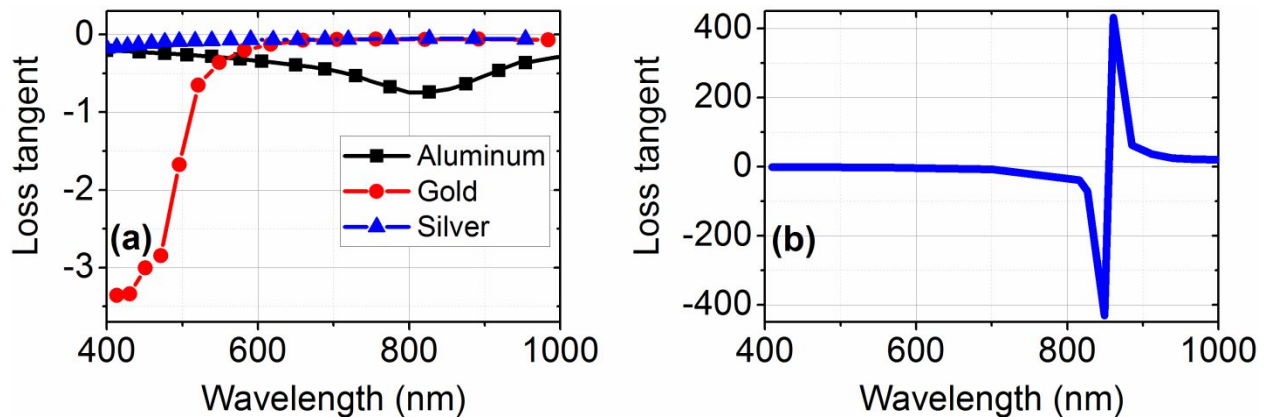 0
-1
-2
-3
Loss tangent
Aluminum
Gold
Silver
(a)
400 600 800 1000
Wavelength (nm)
400
200
0
-200
-400
Loss tangent
(b)
400 600 800 1000
Wavelength (nm)